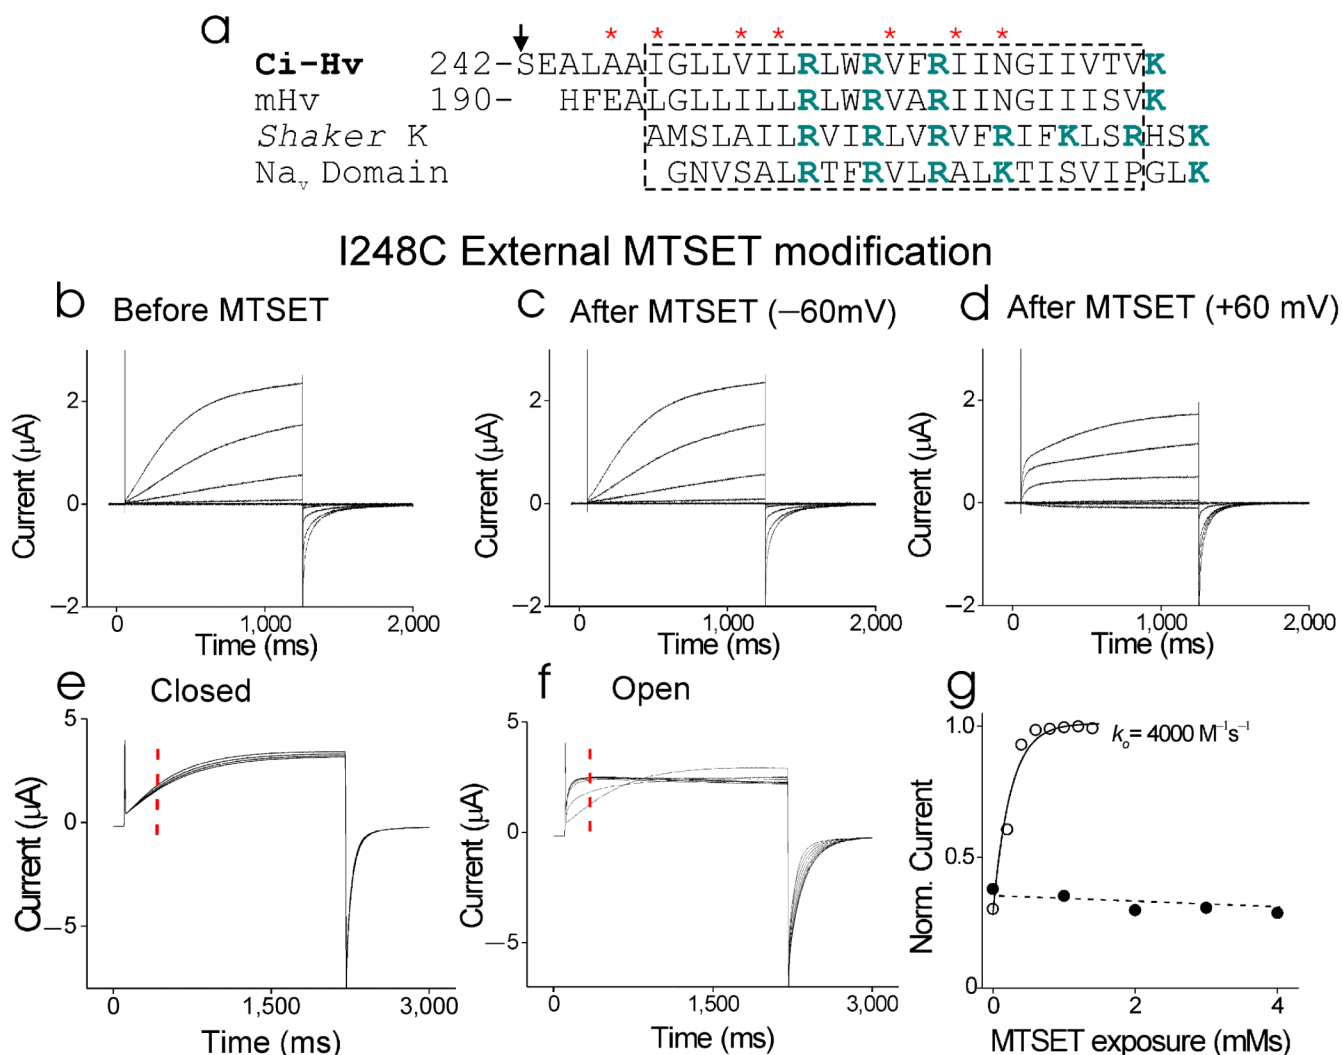 a
* * * * * * *
Ci-Hv 242-SEALAAIGLLVILRLWRVFRIINGIIVTVK
mHv 190- HFEALGLLILLRLWRVARIINGIIISVK
Shaker K AMSLAILRVIRLVRVFRIFKLSRHSK
Nav Domain GNVSALRTFRVLRALKTISVIPGLK
I248C External MTSET modification
b Before MTSET
c After MTSET (–60mV)
d After MTSET (+60 mV)
Current (µA)
2
0
–2
0 1,000 2,000
Time (ms)
Current (µA)
2
0
–2
0 1,000 2,000
Time (ms)
Current (µA)
2
0
–2
0 1,000 2,000
Time (ms)
e Closed
f Open
g
Current (µA)
5
0
–5
0 1,500 3,000
Time (ms)
Current (µA)
5
0
–5
0 1,500 3,000
Time (ms)
Norm. Current
1.0
0.5
0
kₒ= 4000 M⁻¹s⁻¹
0 2 4
MTSET exposure (mMs)